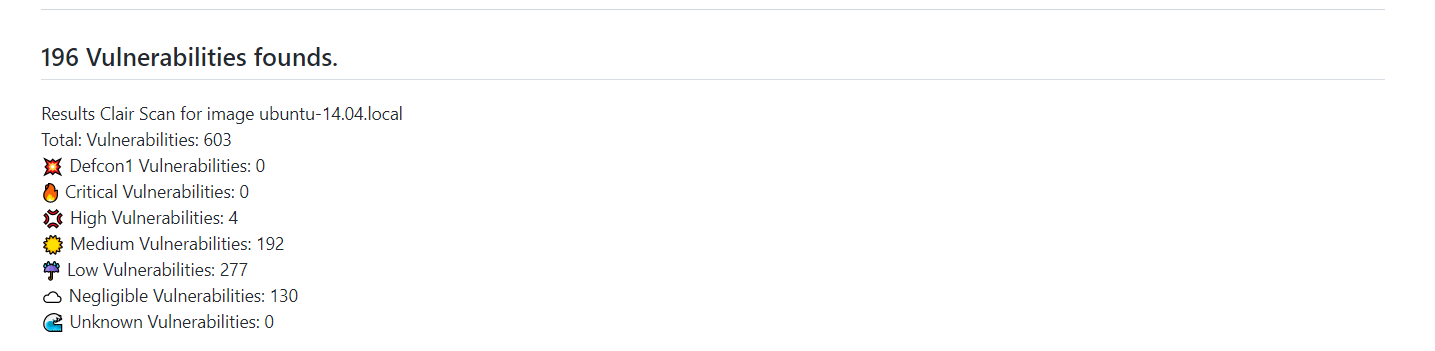 196 Vulnerabilities founds.
Results Clair Scan for image ubuntu-14.04.local
Total: Vulnerabilities: 603
💥 Defcon1 Vulnerabilities: 0
🔥 Critical Vulnerabilities: 0
💢 High Vulnerabilities: 4
☀️ Medium Vulnerabilities: 192
☔ Low Vulnerabilities: 277
☁️ Negligible Vulnerabilities: 130
🌊 Unknown Vulnerabilities: 0